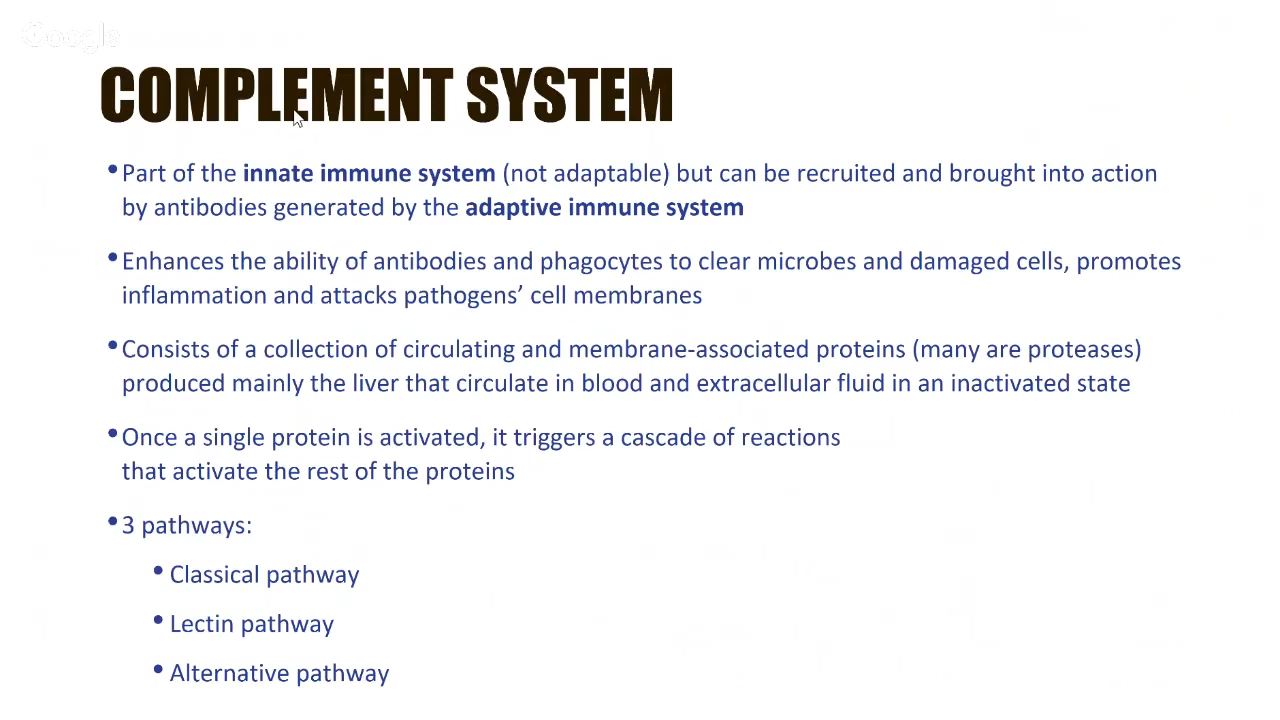 Google
COMPLEMENT SYSTEM
•Part of the innate immune system (not adaptable) but can be recruited and brought into action
by antibodies generated by the adaptive immune system
•Enhances the ability of antibodies and phagocytes to clear microbes and damaged cells, promotes
inflammation and attacks pathogens’ cell membranes
•Consists of a collection of circulating and membrane-associated proteins (many are proteases)
produced mainly the liver that circulate in blood and extracellular fluid in an inactivated state
•Once a single protein is activated, it triggers a cascade of reactions
that activate the rest of the proteins
•3 pathways:
• Classical pathway
• Lectin pathway
• Alternative pathway